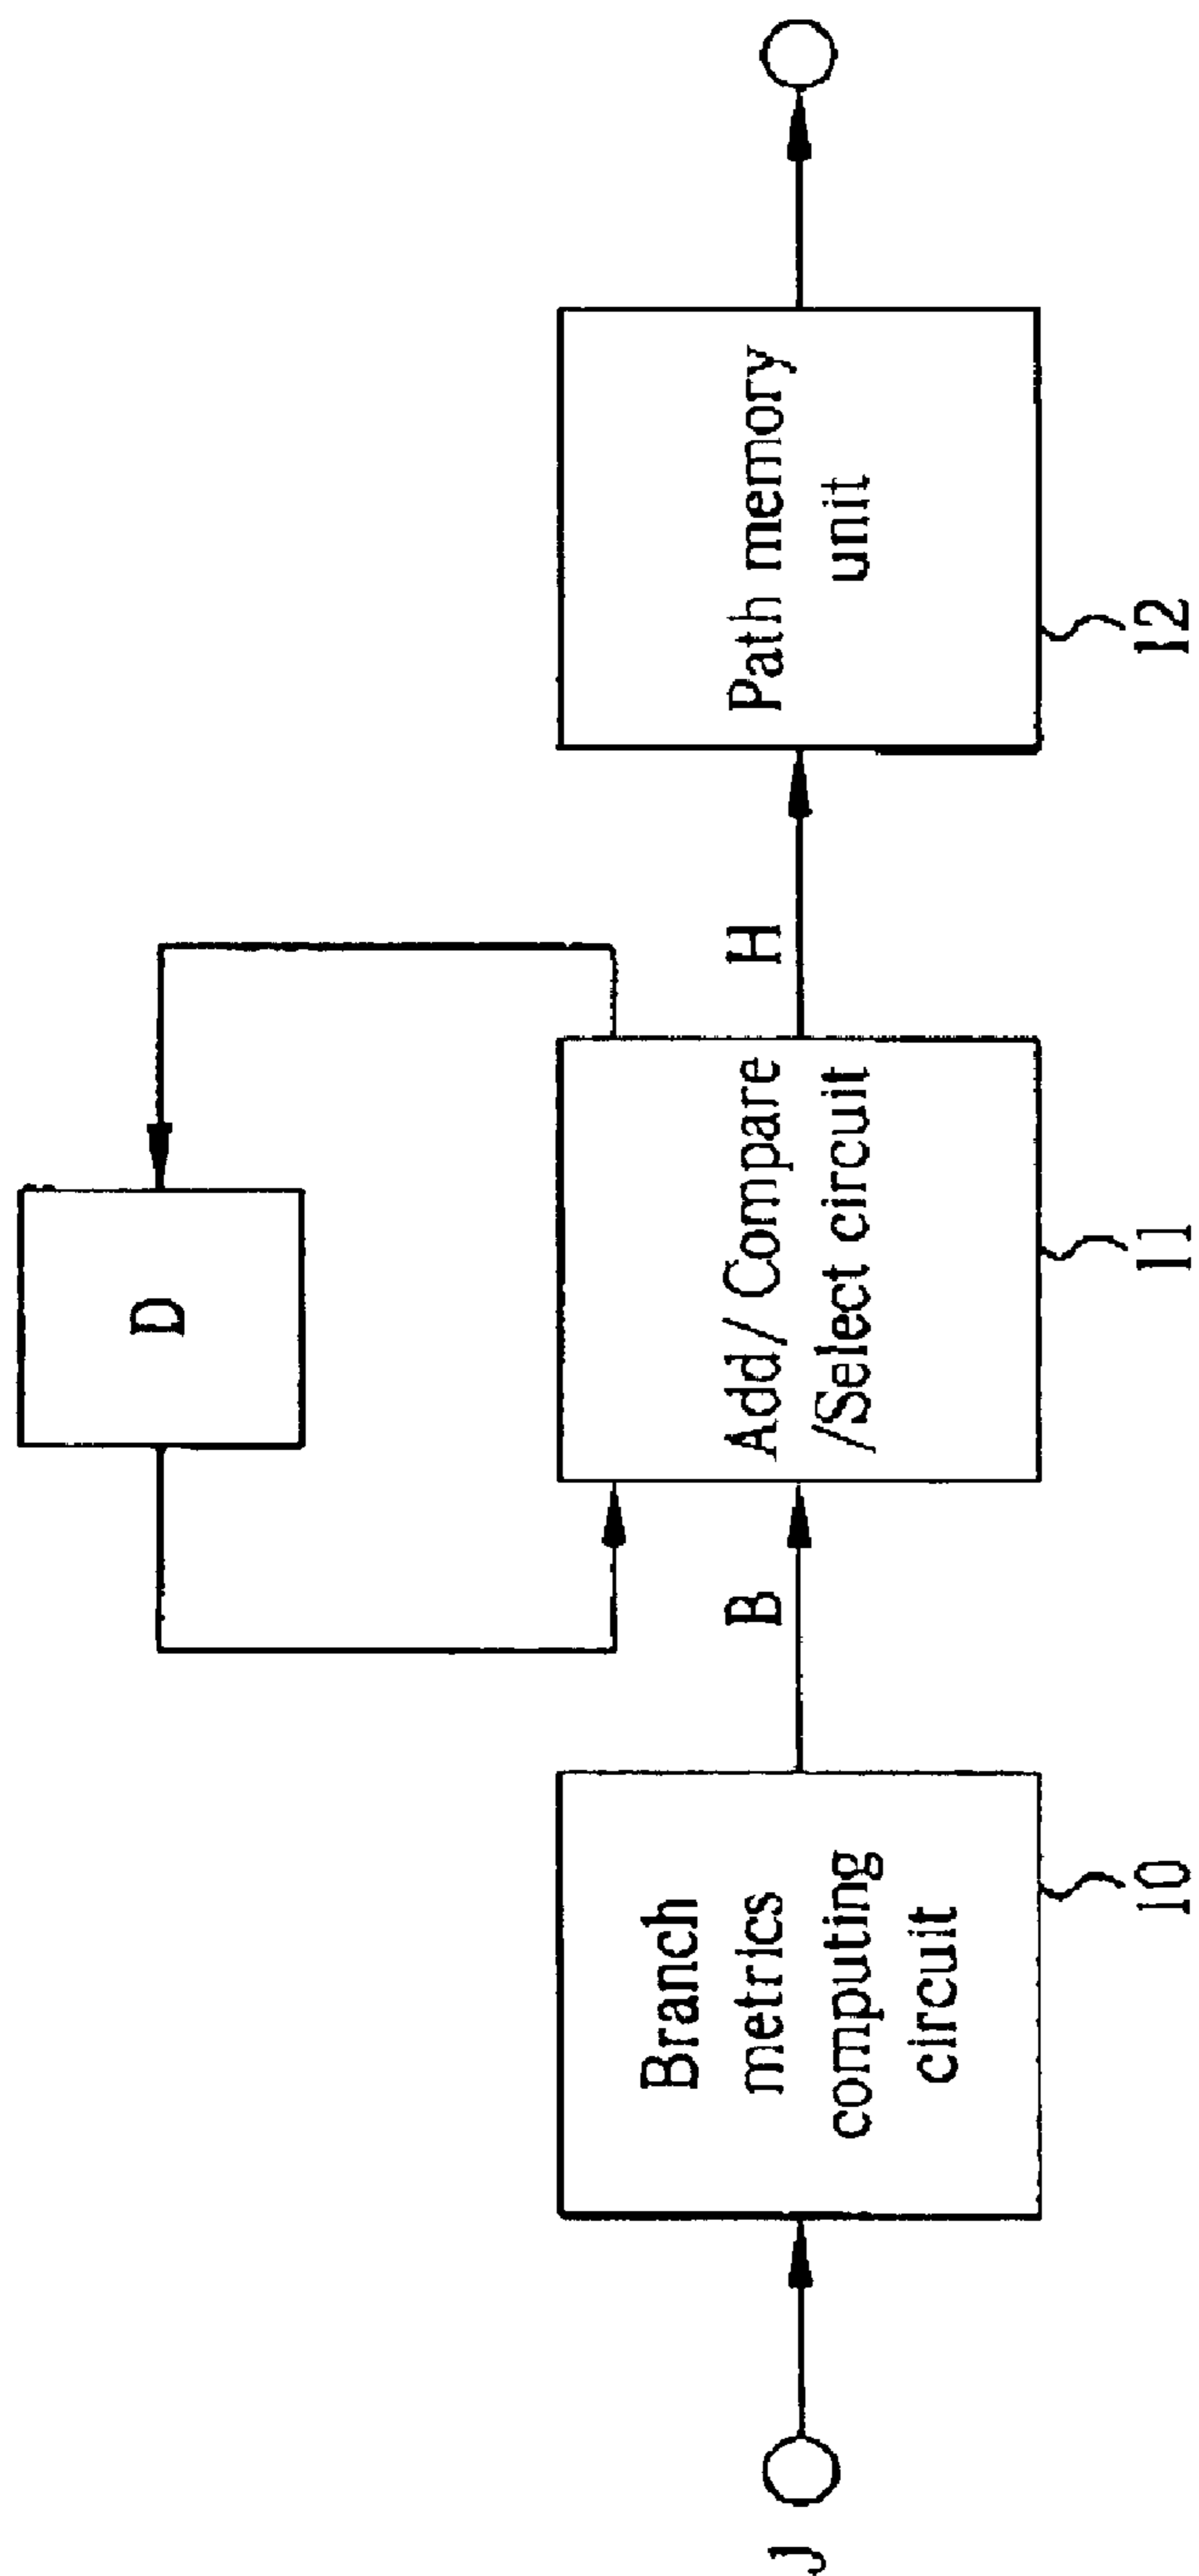 D
J
Branch
metrics
computing
circuit
10
B
Add/ Compare
/Select circuit
11
H
Path memory
unit
12